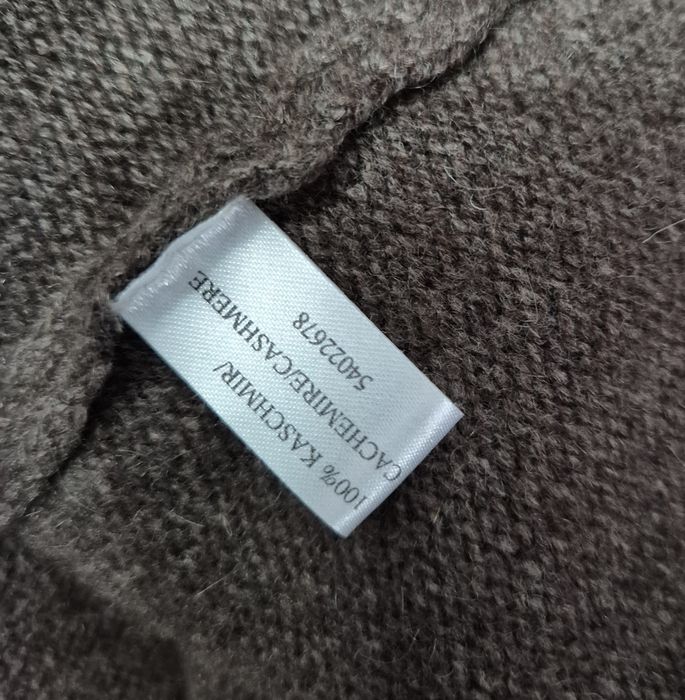 100% KASCHMIR/
CACHEMIRE/CASHMERE
54022678